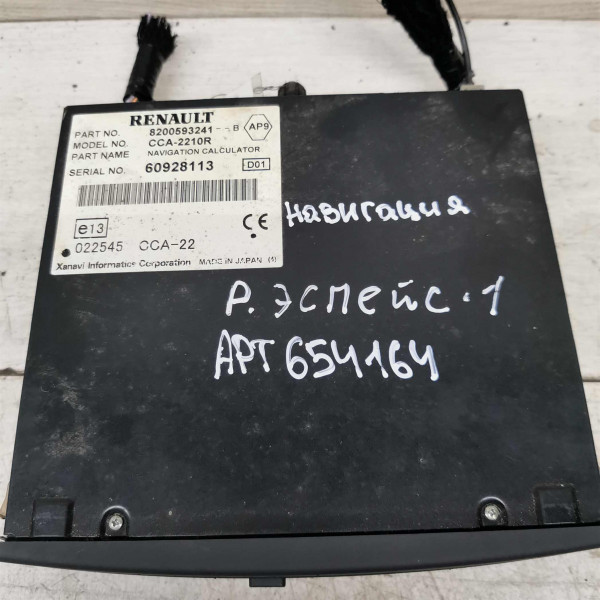 RENAULT
PART NO. 8200593241--B AP9
MODEL NO. CCA-2210R
PART NAME NAVIGATION CALCULATOR
SERIAL NO. 60928113 D01
e13 CE
022545 CCA-22
Xanavi Informatics Corporation MADE IN JAPAN (4)
навигация
Р. ЭСПЕЙС·1
АРТ 654164